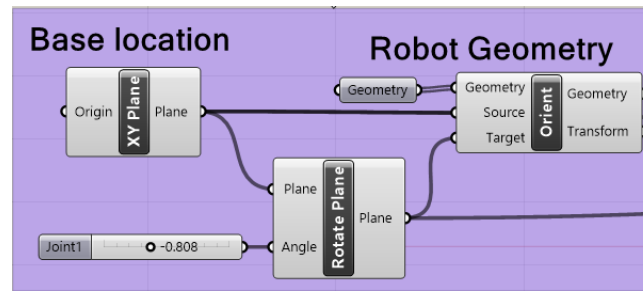 Base location
Robot Geometry
Origin
XY Plane
Plane
Geometry
Geometry
Source
Target
Orient
Geometry
Transform
Plane
Angle
Rotate Plane
Plane
Joint1
-0.808